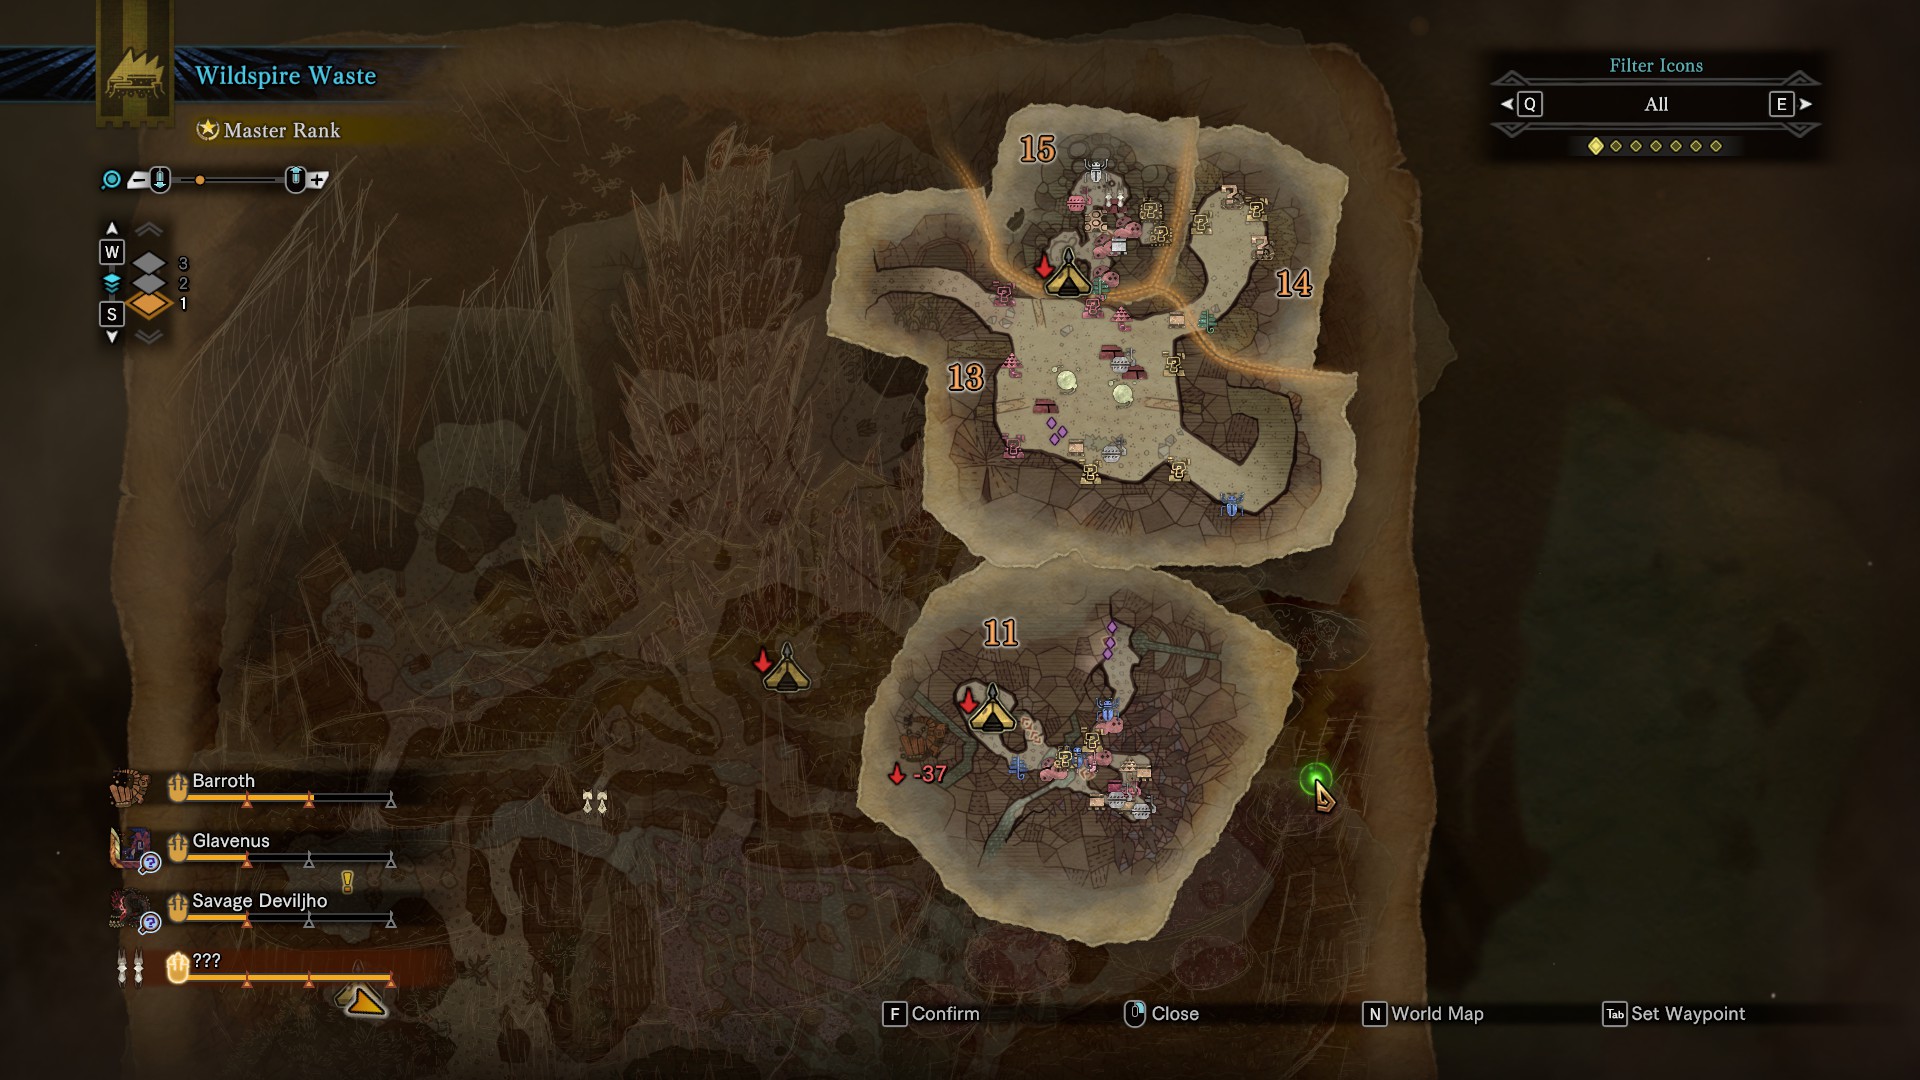 Wildspire Waste
Master Rank
Filter Icons
Q All E
W
3
2
1
S
15
14
13
11
-37
Barroth
Glavenus
Savage Deviljho
???
F Confirm
Close
N World Map
Tab Set Waypoint